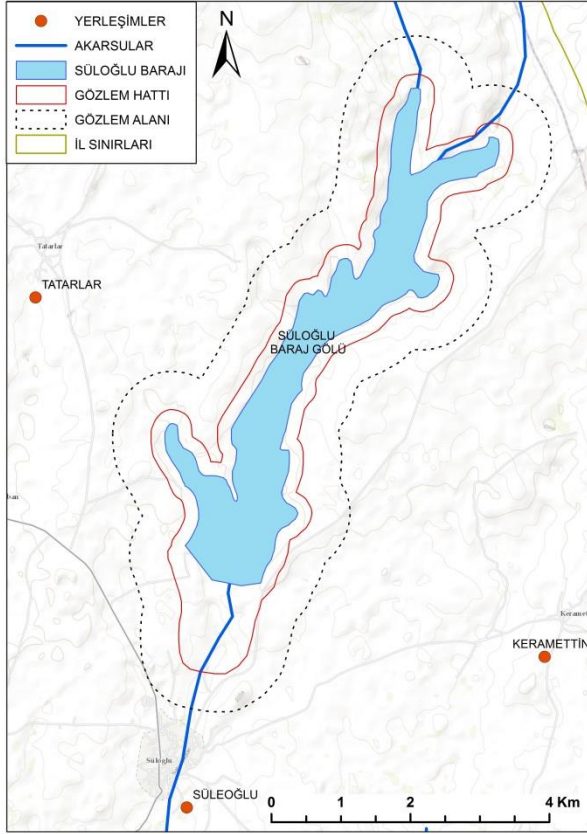 YERLEŞİMLER
AKARSULAR
SÜLOĞLU BARAJI
GÖZLEM HATTI
GÖZLEM ALANI
İL SINIRLARI
N
Tatarlar
TATARLAR
SÜLOĞLU
BARAJ GÖLÜ
KERAMETTİN
Süloğlu
SÜLEOĞLU
0 1 2 4 Km